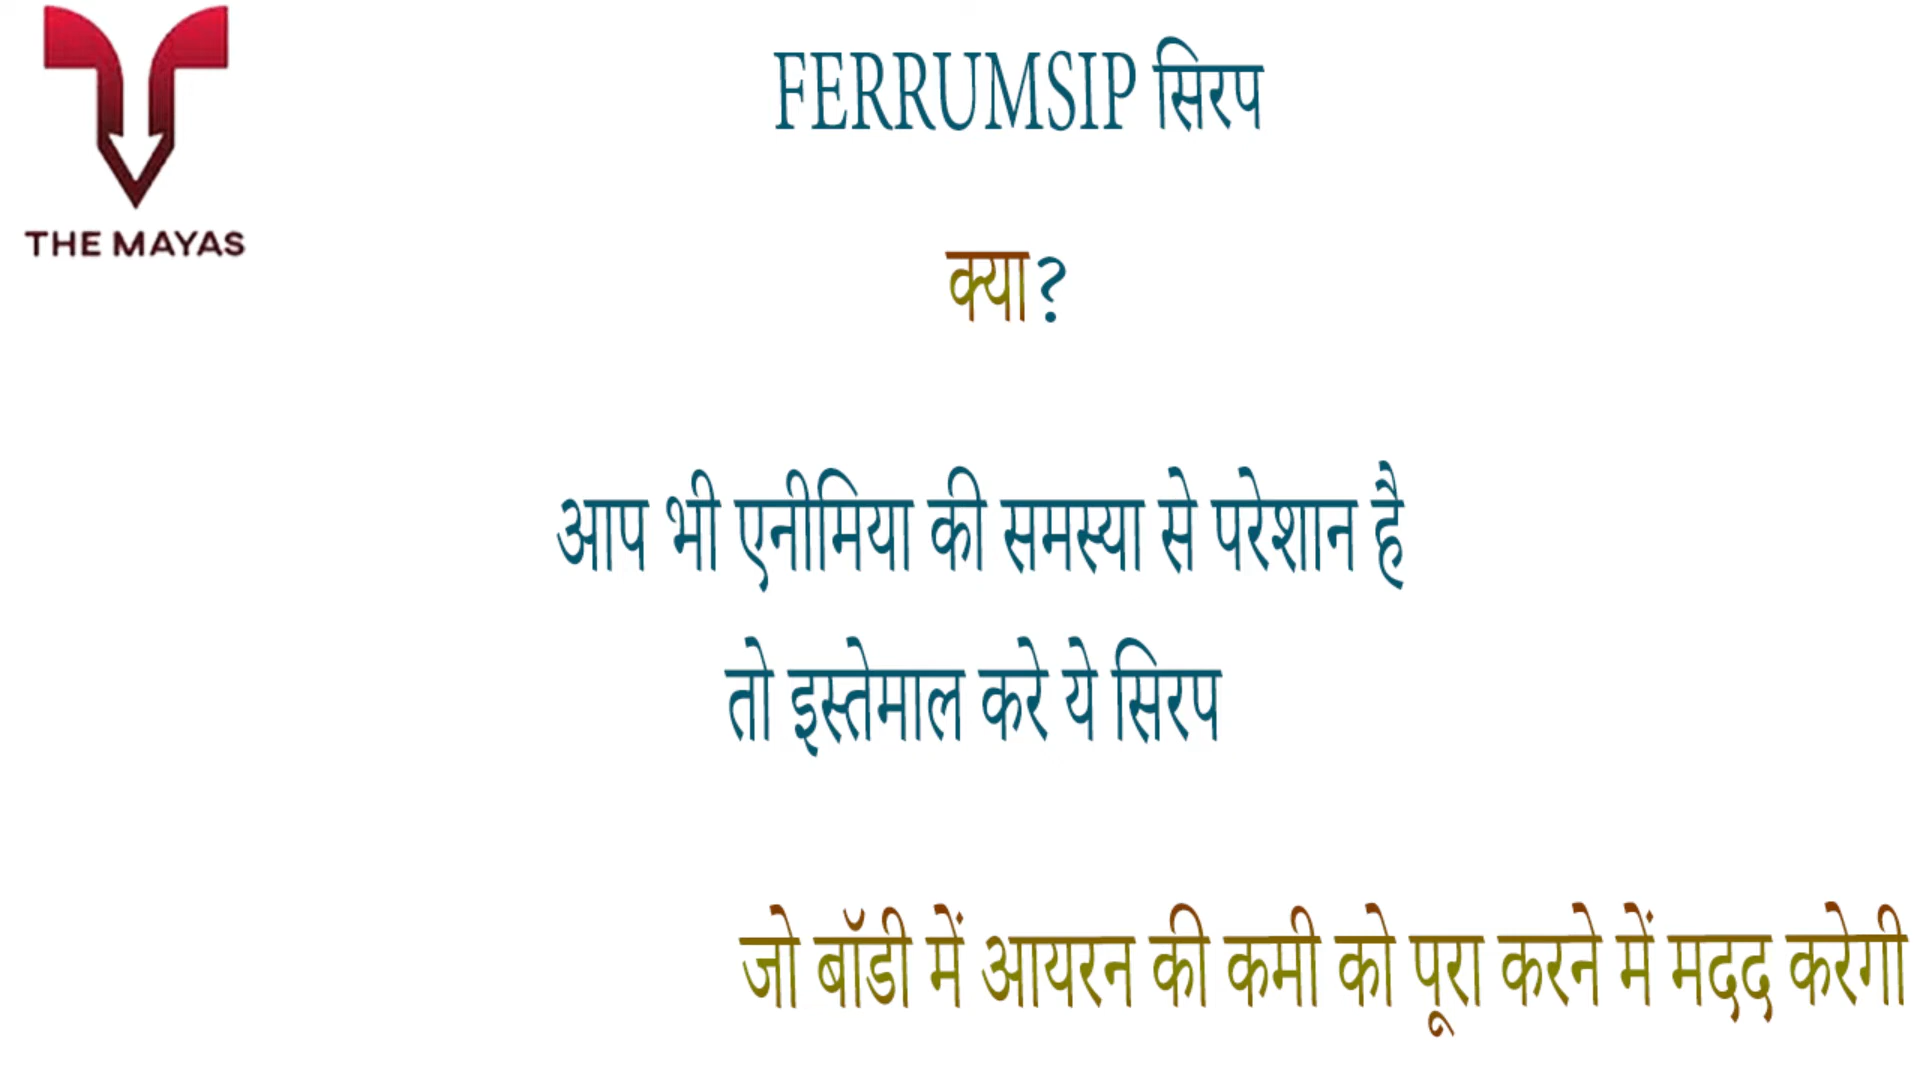 THE MAYAS
FERRUMSIP सिरप
क्या?
आप भी एनीमिया की समस्या से परेशान है
तो इस्तेमाल करे ये सिरप
जो बॉडी में आयरन की कमी को पूरा करने में मदद करेगी